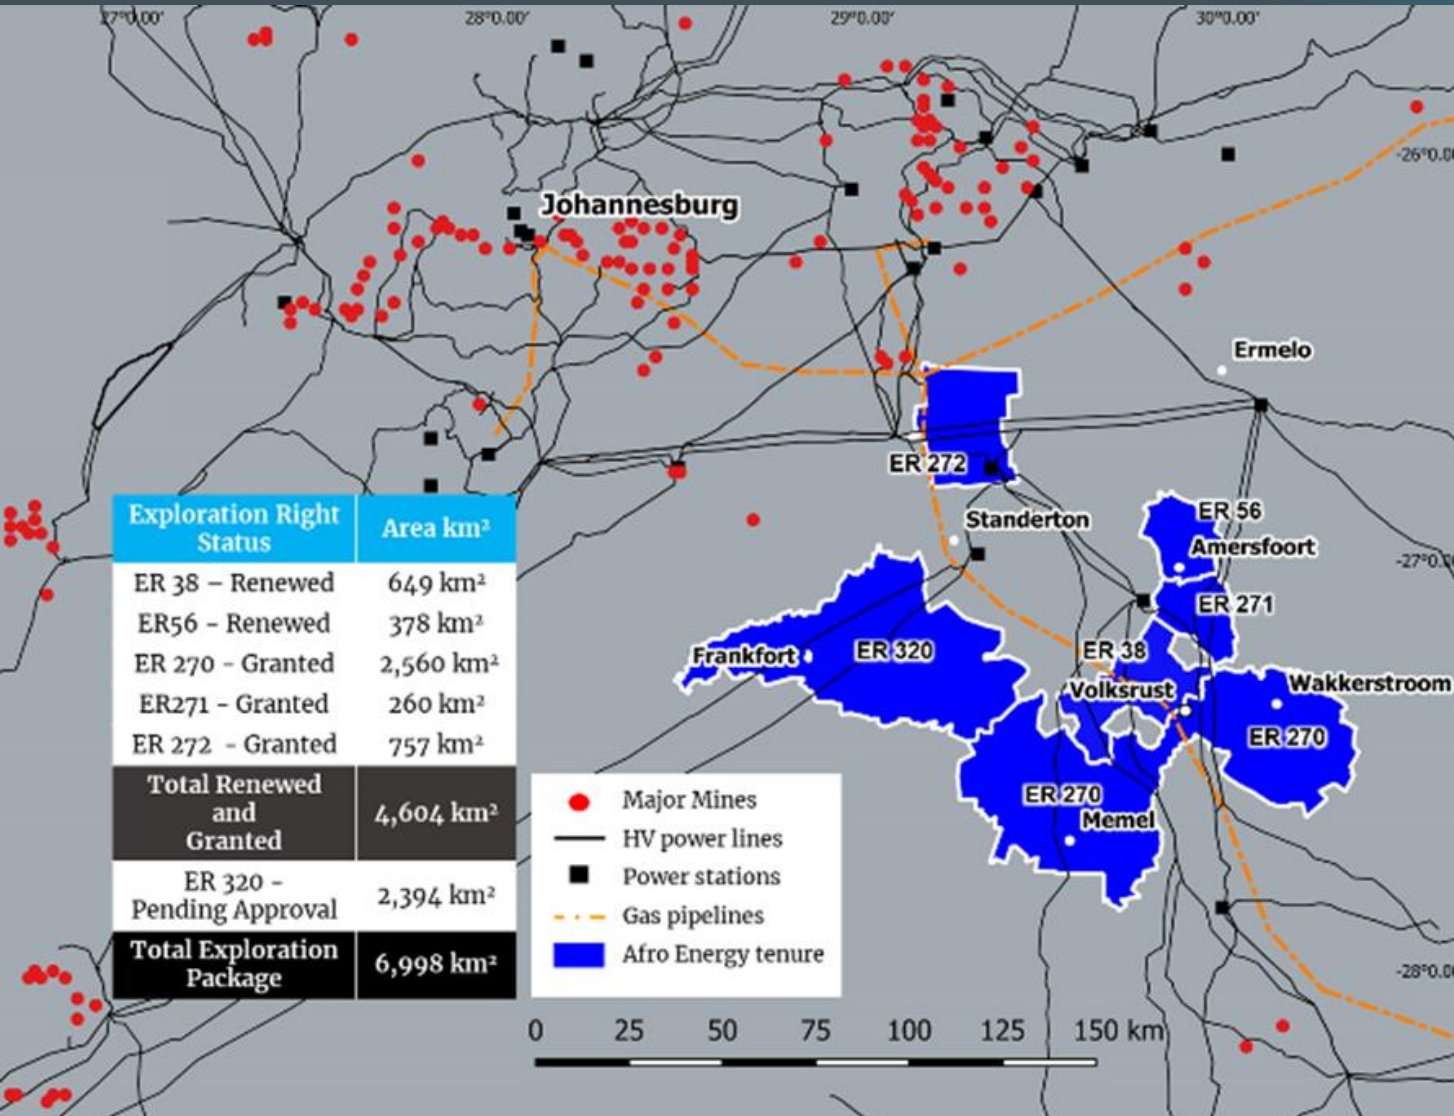 27°0.00'
28°0.00'
29°0.00'
30°0.00'
-26°0.0
Johannesburg
Ermelo
ER 272
Standerton
ER 56
Amersfoort
-27°0.0
ER 271
Frankfort
ER 320
ER 38
Volksrust
Wakkerstroom
ER 270
ER 270
Memel
-28°0.0
Exploration Right
Status
Area km²
ER 38 – Renewed
649 km²
ER56 - Renewed
378 km²
ER 270 - Granted
2,560 km²
ER271 - Granted
260 km²
ER 272 - Granted
757 km²
Total Renewed
and
Granted
4,604 km²
ER 320 -
Pending Approval
2,394 km²
Total Exploration
Package
6,998 km²
Major Mines
HV power lines
Power stations
Gas pipelines
Afro Energy tenure
0 25 50 75 100 125 150 km